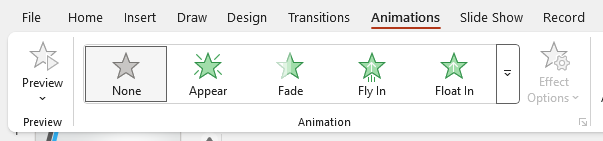 File Home Insert Draw Design Transitions Animations Slide Show Record
Preview
None Appear Fade Fly In Float In
Effect
Options
Preview Animation